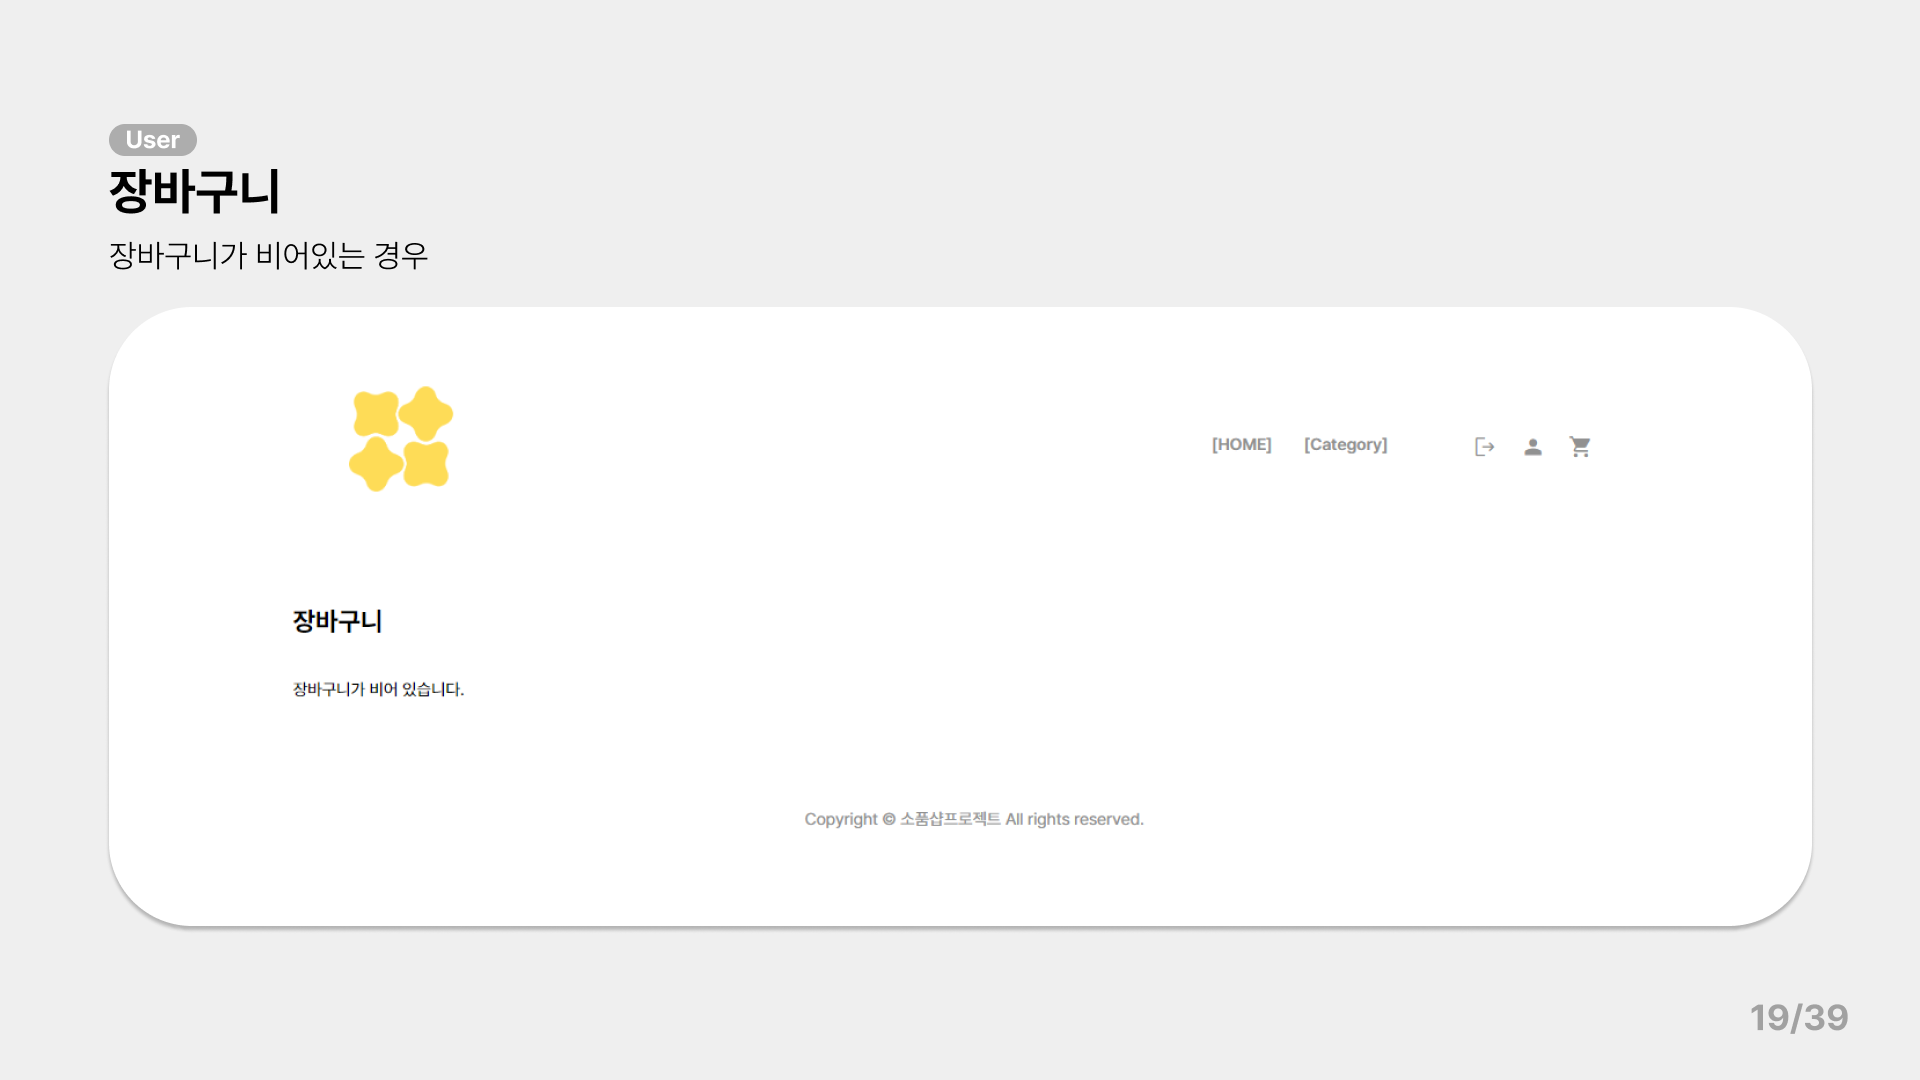 User
장바구니
장바구니가 비어있는 경우
[HOME] [Category]
장바구니
장바구니가 비어 있습니다.
Copyright © 소품샵프로젝트 All rights reserved.
19/39